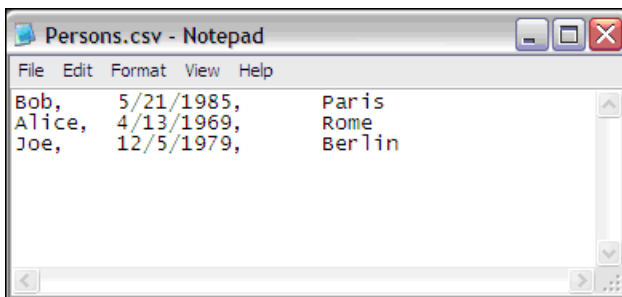 Persons.csv - Notepad
File Edit Format View Help
Bob, 5/21/1985, Paris
Alice, 4/13/1969, Rome
Joe, 12/5/1979, Berlin